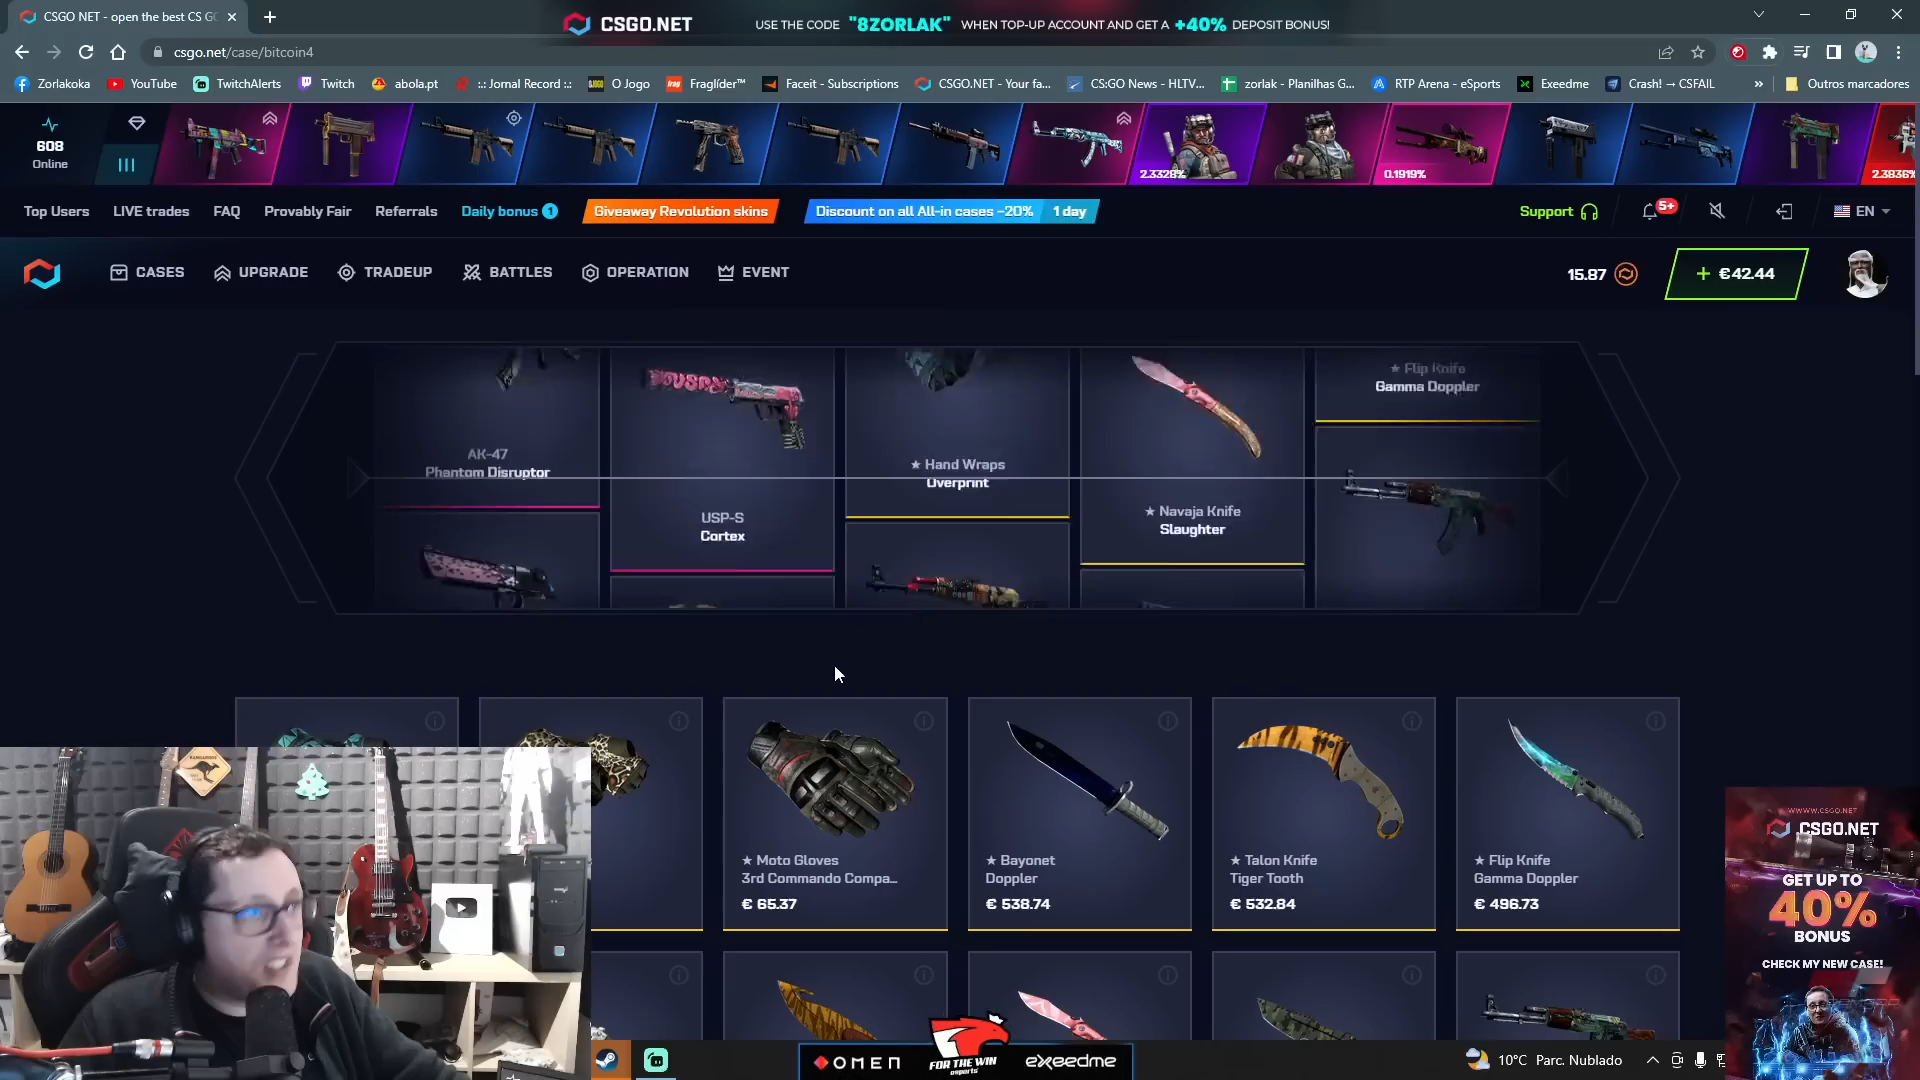 CSGO NET - open the best CS GO
CSGO.NET
USE THE CODE "8ZORLAK" WHEN TOP-UP ACCOUNT AND GET A +40% DEPOSIT BONUS!
csgo.net/case/bitcoin4
Zorlakoka
YouTube
TwitchAlerts
Twitch
abola.pt
:: Jornal Record ::
O Jogo
Fraglíder™
Faceit - Subscriptions
CSGO.NET - Your fa...
CS:GO News - HLTV...
zorlak - Planilhas G...
RTP Arena - eSports
Exeedme
Crash! → CSFAIL
»
Outros marcadores
608
Online
2.3328%
0.1919%
2.3836%
Top Users
LIVE trades
FAQ
Provably Fair
Referrals
Daily bonus 1
Giveaway Revolution skins
Discount on all All-in cases -20% 1 day
Support
5+
EN
CASES
UPGRADE
TRADEUP
BATTLES
OPERATION
EVENT
15.87
+ €42.44
AK-47
Phantom Disruptor
USP-S
Cortex
★ Hand Wraps
Overprint
★ Navaja Knife
Slaughter
★ Flip Knife
Gamma Doppler
★ Moto Gloves
3rd Commando Compa...
€ 65.37
★ Bayonet
Doppler
€ 538.74
★ Talon Knife
Tiger Tooth
€ 532.84
★ Flip Knife
Gamma Doppler
€ 496.73
WWWW.CSGO.NET
CSGO.NET
GET UP TO
40%
BONUS
CHECK MY NEW CASE!
OMEN
FOR THE WIN
esports
exeedme
10°C Parc. Nublado